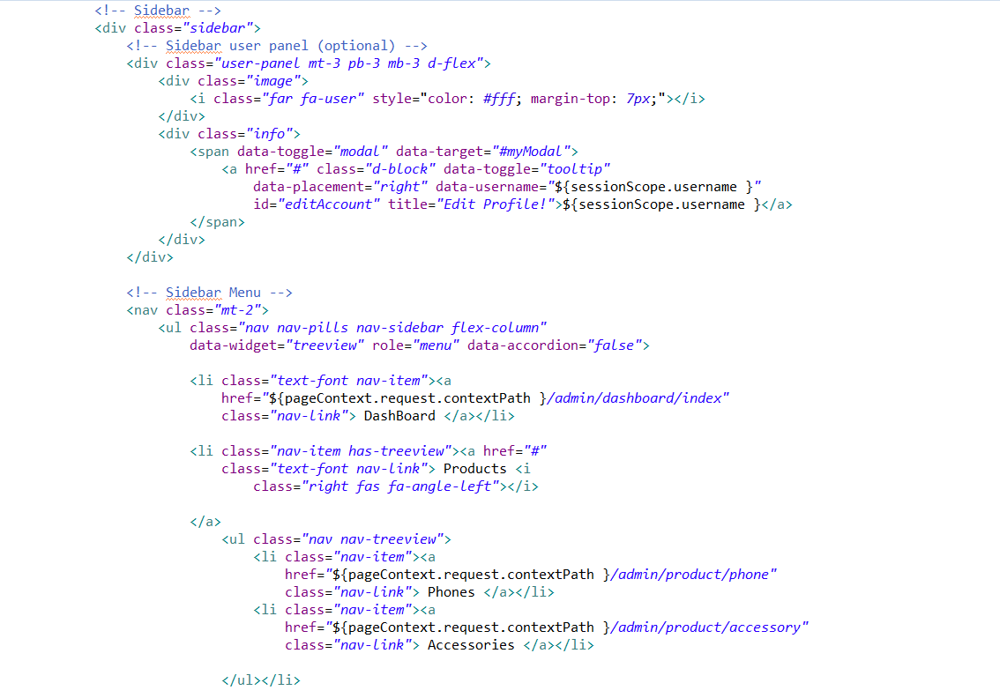 <!-- Sidebar -->
<div class="sidebar">
<!-- Sidebar user panel (optional) -->
<div class="user-panel mt-3 pb-3 mb-3 d-flex">
<div class="image">
<i class="far fa-user" style="color: #fff; margin-top: 7px;"></i>
</div>
<div class="info">
<span data-toggle="modal" data-target="#myModal">
<a href="#" class="d-block" data-toggle="tooltip"
data-placement="right" data-username="${sessionScope.username }"
id="editAccount" title="Edit Profile!">${sessionScope.username }</a>
</span>
</div>
</div>
<!-- Sidebar Menu -->
<nav class="mt-2">
<ul class="nav nav-pills nav-sidebar flex-column"
data-widget="treeview" role="menu" data-accordion="false">
<li class="text-font nav-item"><a
href="${pageContext.request.contextPath }/admin/dashboard/index"
class="nav-link"> DashBoard </a></li>
<li class="nav-item has-treeview"><a href="#"
class="text-font nav-link"> Products <i
class="right fas fa-angle-left"></i>
</a>
<ul class="nav nav-treeview">
<li class="nav-item"><a
href="${pageContext.request.contextPath }/admin/product/phone"
class="nav-link"> Phones </a></li>
<li class="nav-item"><a
href="${pageContext.request.contextPath }/admin/product/accessory"
class="nav-link"> Accessories </a></li>
</ul></li>